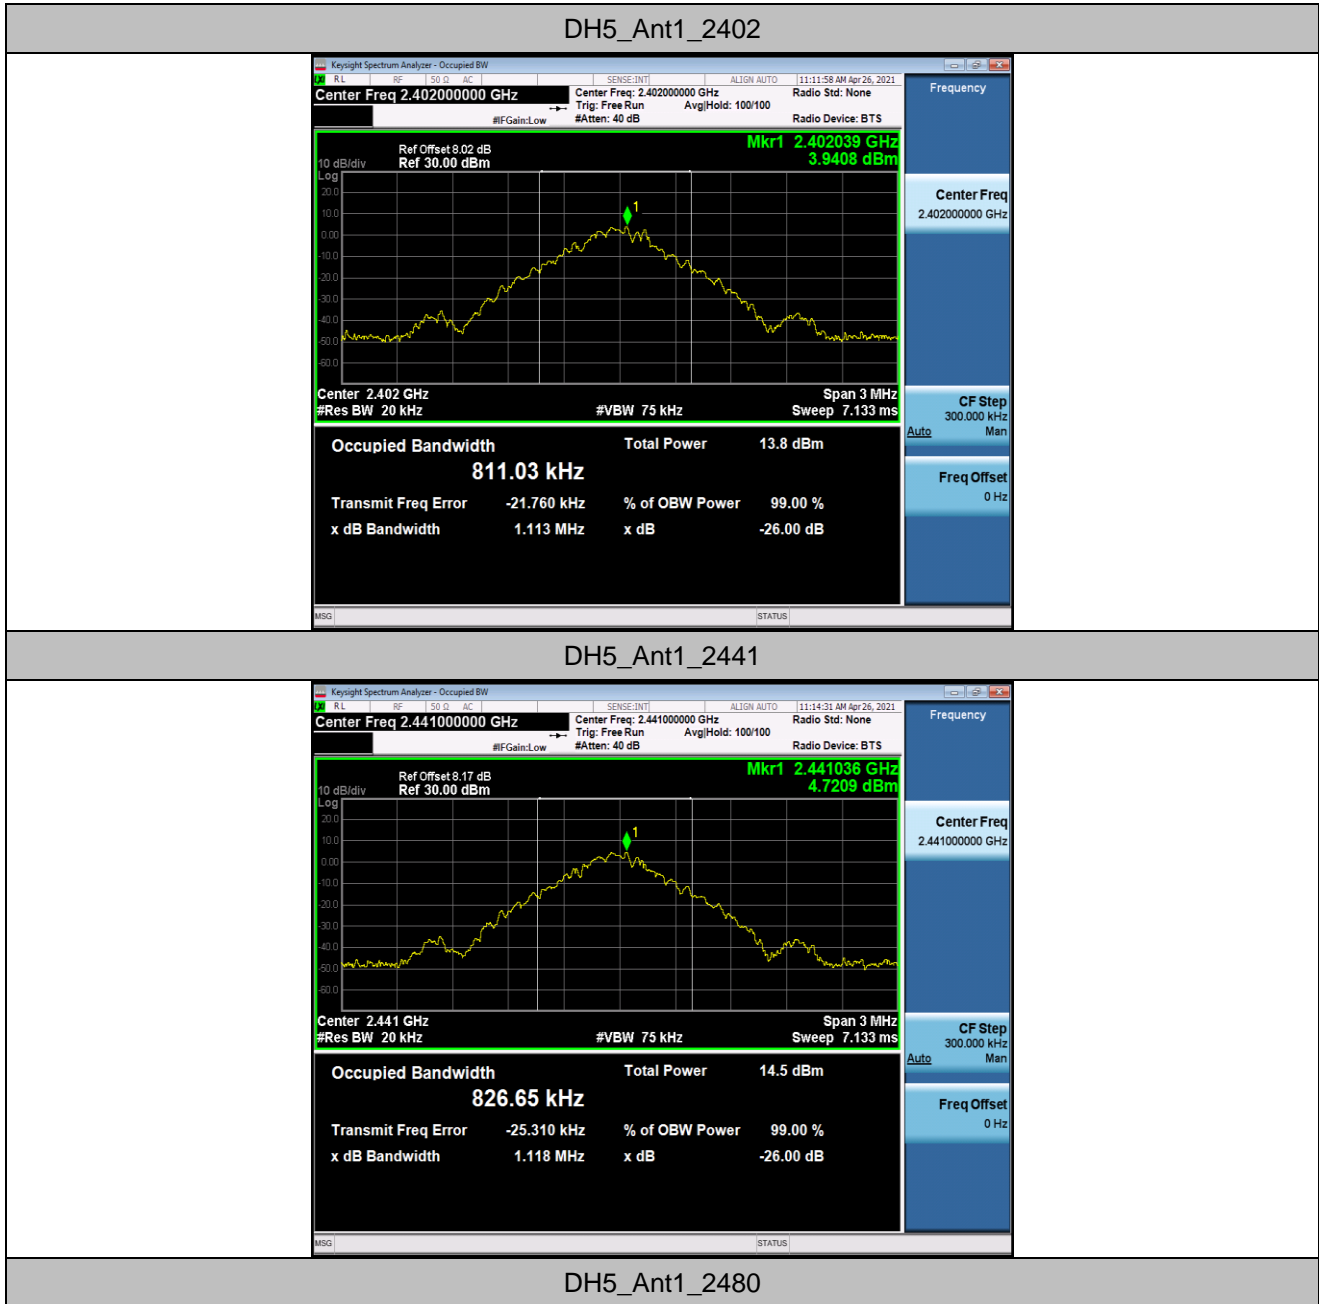 DH5_Ant1_2402
Keysight Spectrum Analyzer - Occupied BW
RL RF 50 Ω AC SENSE:INT ALIGN AUTO 11:11:58 AM Apr 26, 2021
Center Freq 2.402000000 GHz
Center Freq: 2.402000000 GHz Radio Std: None
Trig: Free Run Avg|Hold: 100/100
#IFGain:Low #Atten: 40 dB Radio Device: BTS
Frequency
Mkr1 2.402039 GHz
3.9408 dBm
Ref Offset 8.02 dB
10 dB/div Ref 30.00 dBm
Log
20.0
10.0
0.00
-10.0
-20.0
-30.0
-40.0
-50.0
-60.0
1
Center 2.402 GHz Span 3 MHz
#Res BW 20 kHz #VBW 75 kHz Sweep 7.133 ms
Center Freq
2.402000000 GHz
CF Step
300.000 kHz
Auto Man
Freq Offset
0 Hz
Occupied Bandwidth Total Power 13.8 dBm
811.03 kHz
Transmit Freq Error -21.760 kHz % of OBW Power 99.00 %
x dB Bandwidth 1.113 MHz x dB -26.00 dB
MSG STATUS
DH5_Ant1_2441
Keysight Spectrum Analyzer - Occupied BW
RL RF 50 Ω AC SENSE:INT ALIGN AUTO 11:14:31 AM Apr 26, 2021
Center Freq 2.441000000 GHz
Center Freq: 2.441000000 GHz Radio Std: None
Trig: Free Run Avg|Hold: 100/100
#IFGain:Low #Atten: 40 dB Radio Device: BTS
Frequency
Mkr1 2.441036 GHz
4.7209 dBm
Ref Offset 8.17 dB
10 dB/div Ref 30.00 dBm
Log
20.0
10.0
0.00
-10.0
-20.0
-30.0
-40.0
-50.0
-60.0
1
Center 2.441 GHz Span 3 MHz
#Res BW 20 kHz #VBW 75 kHz Sweep 7.133 ms
Center Freq
2.441000000 GHz
CF Step
300.000 kHz
Auto Man
Freq Offset
0 Hz
Occupied Bandwidth Total Power 14.5 dBm
826.65 kHz
Transmit Freq Error -25.310 kHz % of OBW Power 99.00 %
x dB Bandwidth 1.118 MHz x dB -26.00 dB
MSG STATUS
DH5_Ant1_2480